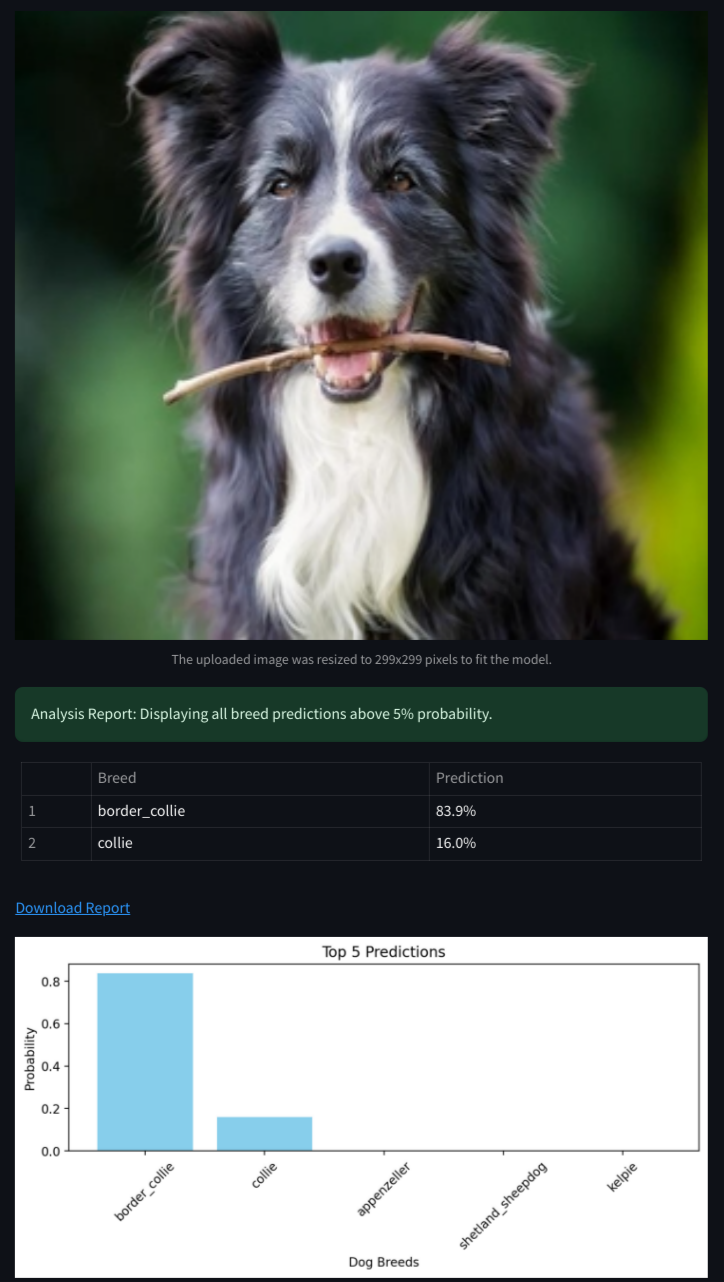 The uploaded image was resized to 299x299 pixels to fit the model.
Analysis Report: Displaying all breed predictions above 5% probability.
Breed Prediction
1 border_collie 83.9%
2 collie 16.0%
Download Report
Top 5 Predictions
0.8
0.6
0.4
0.2
0.0
Probability
border_collie
collie
appenzeller
shetland_sheepdog
kelpie
Dog Breeds